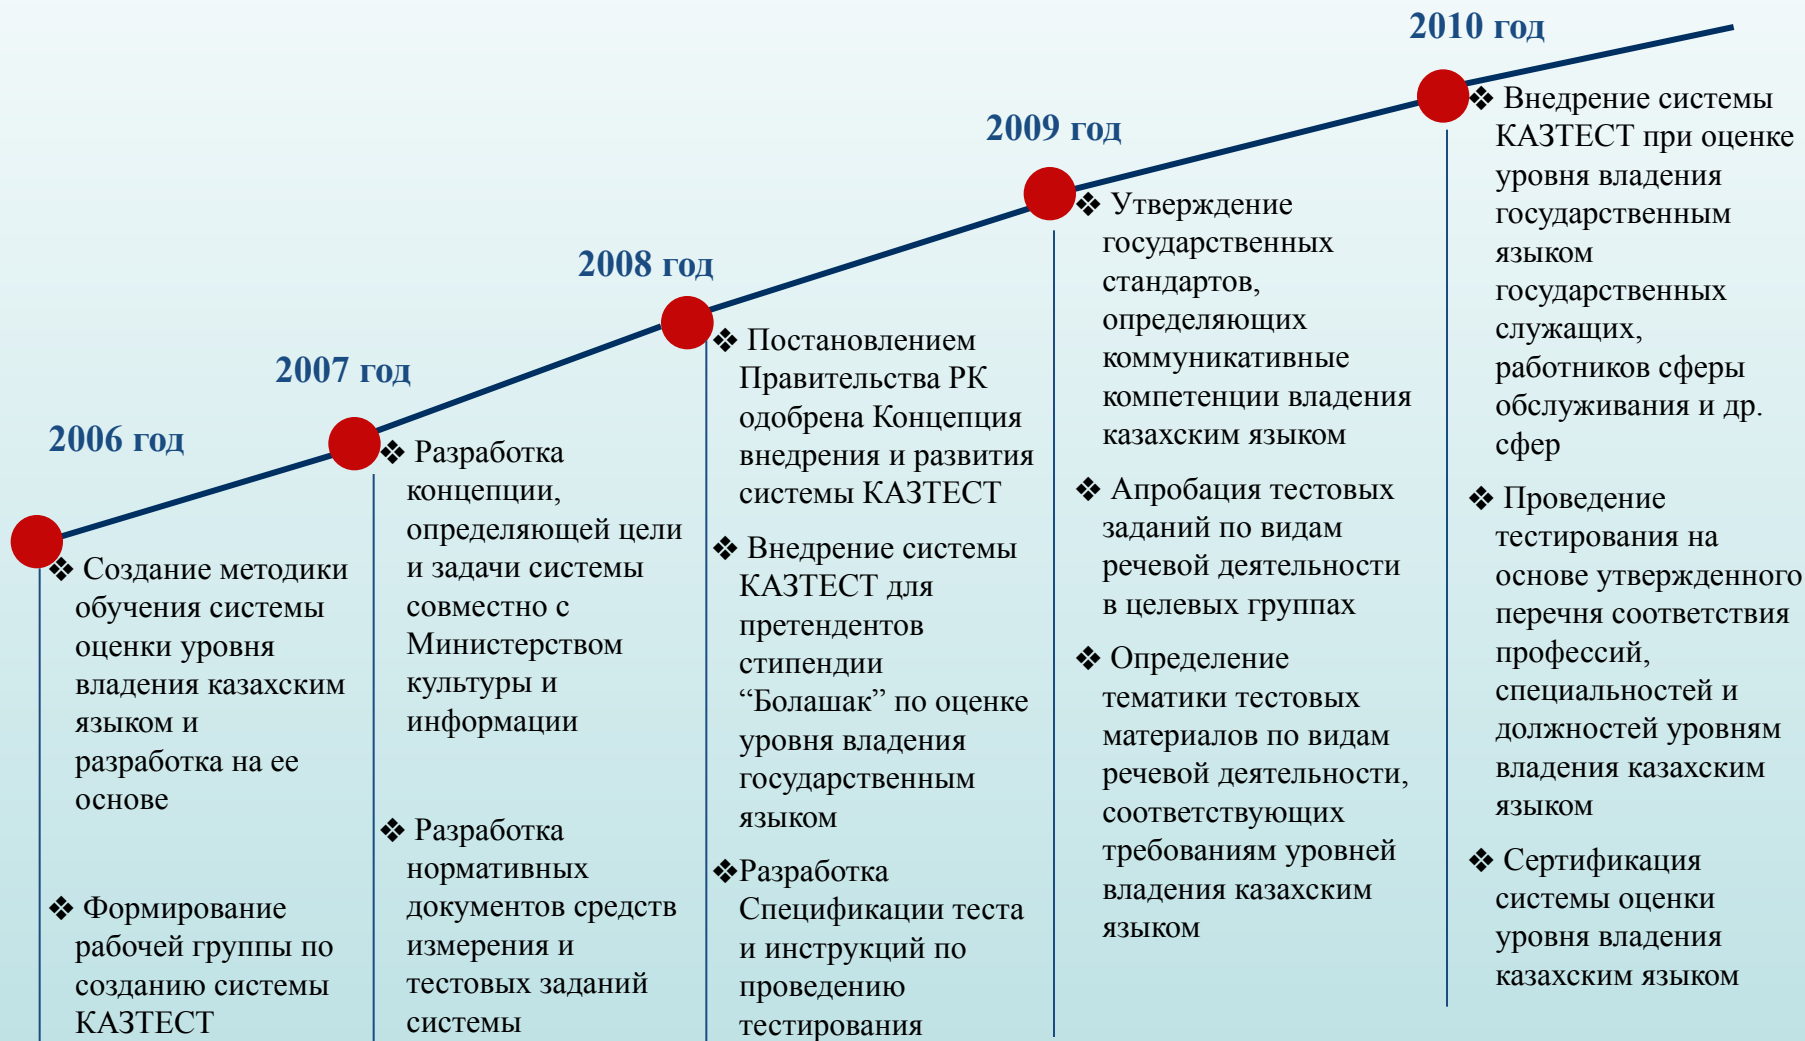 2006 год
❖ Создание методики
обучения системы
оценки уровня
владения казахским
языком и
разработка на ее
основе
❖ Формирование
рабочей группы по
созданию системы
КАЗТЕСТ
2007 год
❖ Разработка
концепции,
определяющей цели
и задачи системы
совместно с
Министерством
культуры и
информации
❖ Разработка
нормативных
документов средств
измерения и
тестовых заданий
системы
2008 год
❖ Постановлением
Правительства РК
одобрена Концепция
внедрения и развития
системы КАЗТЕСТ
❖ Внедрение системы
КАЗТЕСТ для
претендентов
стипендии
“Болашак” по оценке
уровня владения
государственным
языком
❖Разработка
Спецификации теста
и инструкций по
проведению
тестирования
2009 год
❖ Утверждение
государственных
стандартов,
определяющих
коммуникативные
компетенции владения
казахским языком
❖ Апробация тестовых
заданий по видам
речевой деятельности
в целевых группах
❖ Определение
тематики тестовых
материалов по видам
речевой деятельности,
соответствующих
требованиям уровней
владения казахским
языком
2010 год
❖ Внедрение системы
КАЗТЕСТ при оценке
уровня владения
государственным
языком
государственных
служащих,
работников сферы
обслуживания и др.
сфер
❖ Проведение
тестирования на
основе утвержденного
перечня соответствия
профессий,
специальностей и
должностей уровням
владения казахским
языком
❖ Сертификация
системы оценки
уровня владения
казахским языком